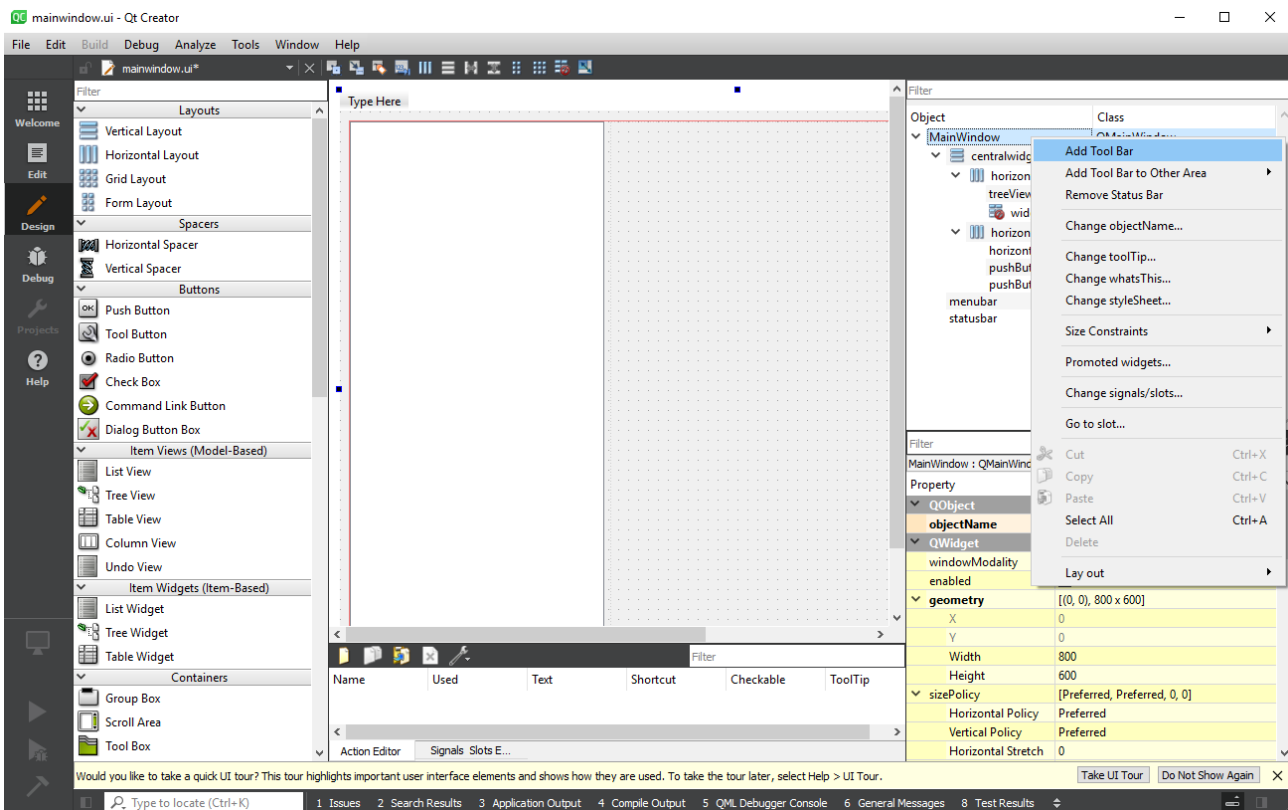 QC mainwindow.ui - Qt Creator
File Edit Build Debug Analyze Tools Window Help
mainwindow.ui*
Welcome
Edit
Design
Debug
Projects
Help
Filter
Layouts
Vertical Layout
Horizontal Layout
Grid Layout
Form Layout
Spacers
Horizontal Spacer
Vertical Spacer
Buttons
OK Push Button
Tool Button
Radio Button
Check Box
Command Link Button
Dialog Button Box
Item Views (Model-Based)
List View
Tree View
Table View
Column View
Undo View
Item Widgets (Item-Based)
List Widget
Tree Widget
Table Widget
Containers
Group Box
Scroll Area
Tool Box
Type Here
Filter
Name Used Text Shortcut Checkable ToolTip
Action Editor Signals Slots E...
Filter
Object Class
MainWindow QMainWindow
centralwidg
horizon
treeView
wid
horizon
horizont
pushBut
pushBut
menubar
statusbar
Add Tool Bar
Add Tool Bar to Other Area
Remove Status Bar
Change objectName...
Change toolTip...
Change whatsThis...
Change styleSheet...
Size Constraints
Promoted widgets...
Change signals/slots...
Go to slot...
Cut Ctrl+X
Copy Ctrl+C
Paste Ctrl+V
Select All Ctrl+A
Delete
Lay out
Filter
MainWindow : QMainWind
Property
QObject
objectName
QWidget
windowModality
enabled
geometry [(0, 0), 800 x 600]
X 0
Y 0
Width 800
Height 600
sizePolicy [Preferred, Preferred, 0, 0]
Horizontal Policy Preferred
Vertical Policy Preferred
Horizontal Stretch 0
Would you like to take a quick UI tour? This tour highlights important user interface elements and shows how they are used. To take the tour later, select Help > UI Tour. Take UI Tour Do Not Show Again
Type to locate (Ctrl+K) 1 Issues 2 Search Results 3 Application Output 4 Compile Output 5 QML Debugger Console 6 General Messages 8 Test Results